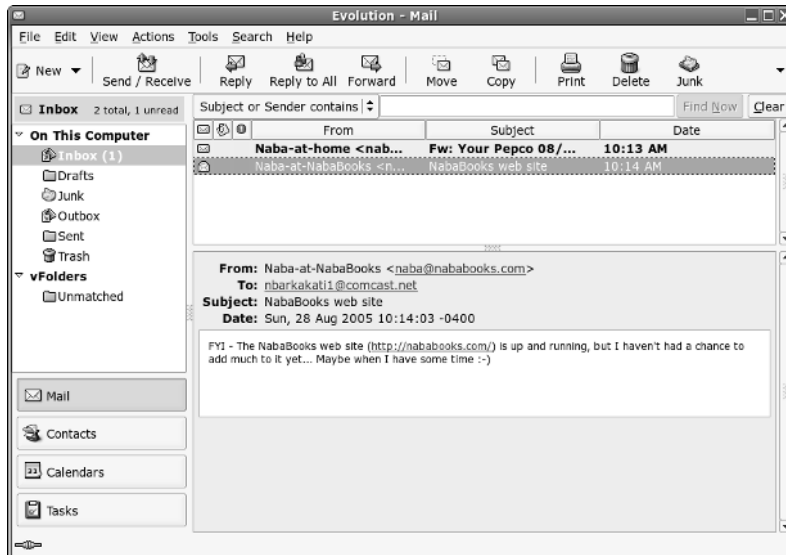 Evolution - Mail
File Edit View Actions Tools Search Help
New Send / Receive Reply Reply to All Forward Move Copy Print Delete Junk
Inbox 2 total, 1 unread
Subject or Sender contains Find Now Clear
On This Computer
Inbox (1)
Drafts
Junk
Outbox
Sent
Trash
vFolders
Unmatched
From Subject Date
Naba-at-home <nab... Fw: Your Pepco 08/... 10:13 AM
Naba-at-NabaBooks <n... NabaBooks web site 10:14 AM
From: Naba-at-NabaBooks <naba@nababooks.com>
To: nbarkakati1@comcast.net
Subject: NabaBooks web site
Date: Sun, 28 Aug 2005 10:14:03 -0400
FYI - The NabaBooks web site (http://nababooks.com/) is up and running, but I haven't had a chance to
add much to it yet... Maybe when I have some time :-)
Mail
Contacts
Calendars
Tasks